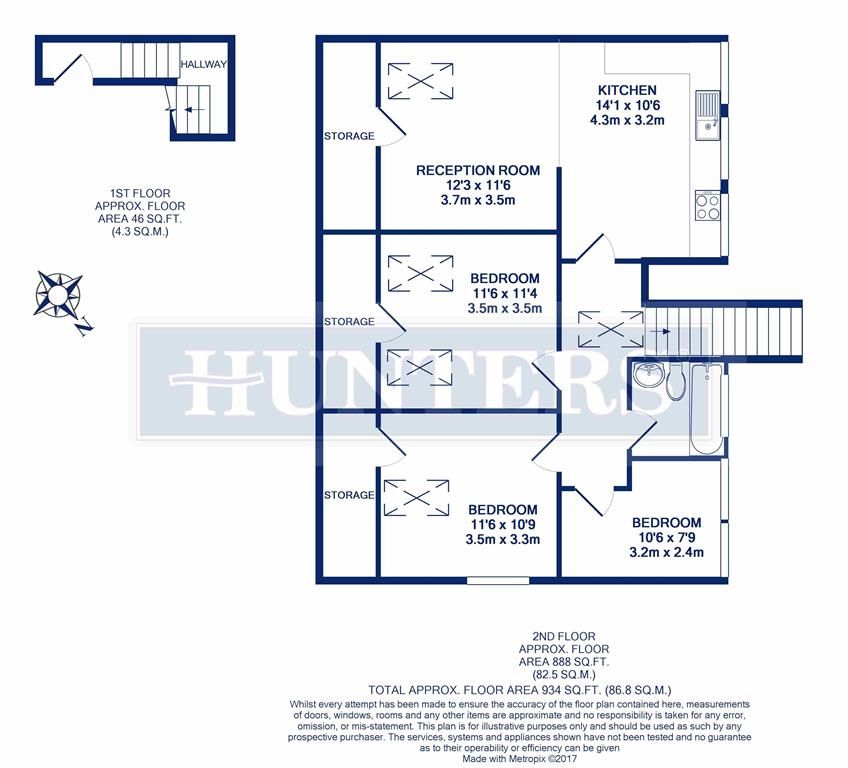 HALLWAY
1ST FLOOR
APPROX. FLOOR
AREA 46 SQ.FT.
(4.3 SQ.M.)
N
STORAGE
RECEPTION ROOM
12'3 x 11'6
3.7m x 3.5m
KITCHEN
14'1 x 10'6
4.3m x 3.2m
STORAGE
BEDROOM
11'6 x 11'4
3.5m x 3.5m
HUNTERS
STORAGE
BEDROOM
11'6 x 10'9
3.5m x 3.3m
BEDROOM
10'6 x 7'9
3.2m x 2.4m
2ND FLOOR
APPROX. FLOOR
AREA 888 SQ.FT.
(82.5 SQ.M.)
TOTAL APPROX. FLOOR AREA 934 SQ.FT. (86.8 SQ.M.)
Whilst every attempt has been made to ensure the accuracy of the floor plan contained here, measurements
of doors, windows, rooms and any other items are approximate and no responsibility is taken for any error,
omission, or mis-statement. This plan is for illustrative purposes only and should be used as such by any
prospective purchaser. The services, systems and appliances shown have not been tested and no guarantee
as to their operability or efficiency can be given
Made with Metropix ©2017